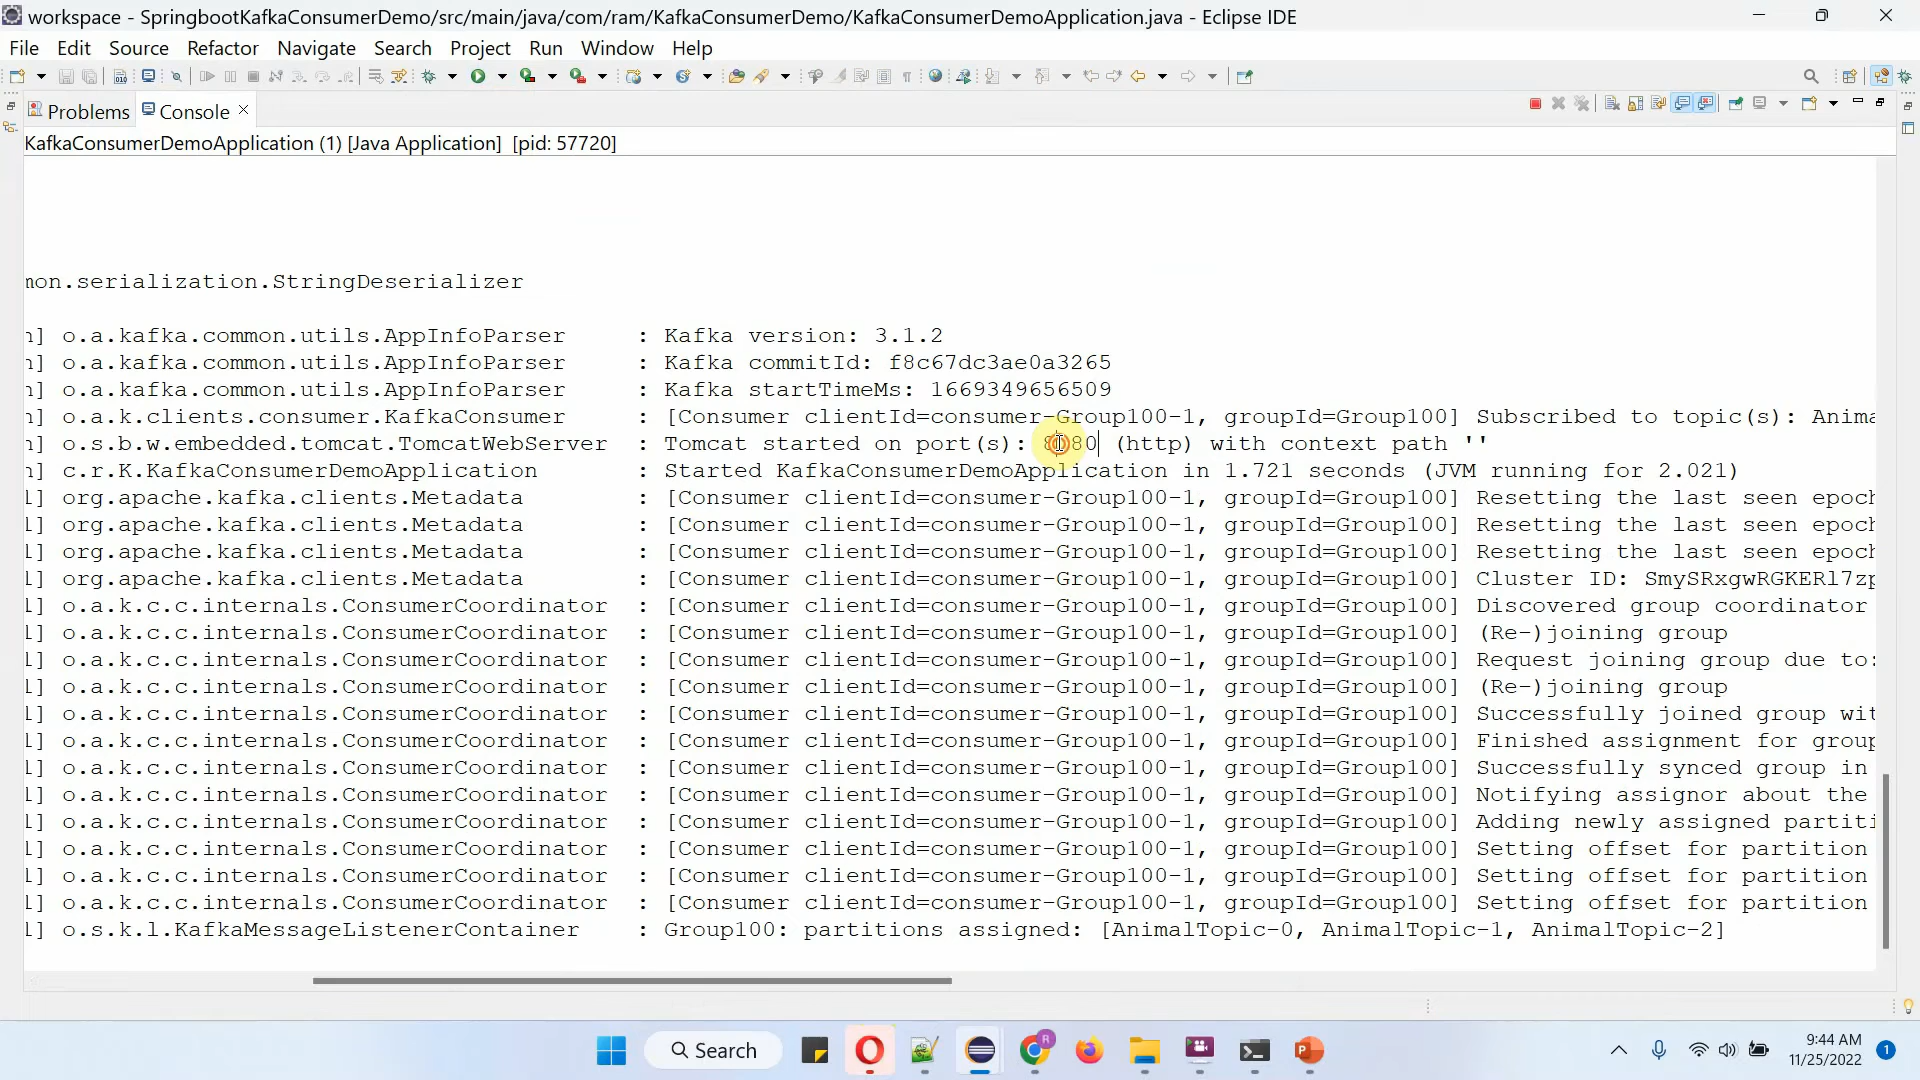 workspace - SpringbootKafkaConsumerDemo/src/main/java/com/ram/KafkaConsumerDemo/KafkaConsumerDemoApplication.java - Eclipse IDE
File Edit Source Refactor Navigate Search Project Run Window Help
Problems Console
KafkaConsumerDemoApplication (1) [Java Application] [pid: 57720]
mon.serialization.StringDeserializer
n] o.a.kafka.common.utils.AppInfoParser : Kafka version: 3.1.2
n] o.a.kafka.common.utils.AppInfoParser : Kafka commitId: f8c67dc3ae0a3265
n] o.a.kafka.common.utils.AppInfoParser : Kafka startTimeMs: 1669349656509
n] o.a.k.clients.consumer.KafkaConsumer : [Consumer clientId=consumer-Group100-1, groupId=Group100] Subscribed to topic(s): Anima
n] o.s.b.w.embedded.tomcat.TomcatWebServer : Tomcat started on port(s): 8080 (http) with context path ''
n] c.r.K.KafkaConsumerDemoApplication : Started KafkaConsumerDemoApplication in 1.721 seconds (JVM running for 2.021)
1] org.apache.kafka.clients.Metadata : [Consumer clientId=consumer-Group100-1, groupId=Group100] Resetting the last seen epoch
1] org.apache.kafka.clients.Metadata : [Consumer clientId=consumer-Group100-1, groupId=Group100] Resetting the last seen epoch
1] org.apache.kafka.clients.Metadata : [Consumer clientId=consumer-Group100-1, groupId=Group100] Resetting the last seen epoch
1] org.apache.kafka.clients.Metadata : [Consumer clientId=consumer-Group100-1, groupId=Group100] Cluster ID: SmySRxgwRGKERl7zp
1] o.a.k.c.c.internals.ConsumerCoordinator : [Consumer clientId=consumer-Group100-1, groupId=Group100] Discovered group coordinator
1] o.a.k.c.c.internals.ConsumerCoordinator : [Consumer clientId=consumer-Group100-1, groupId=Group100] (Re-)joining group
1] o.a.k.c.c.internals.ConsumerCoordinator : [Consumer clientId=consumer-Group100-1, groupId=Group100] Request joining group due to:
1] o.a.k.c.c.internals.ConsumerCoordinator : [Consumer clientId=consumer-Group100-1, groupId=Group100] (Re-)joining group
1] o.a.k.c.c.internals.ConsumerCoordinator : [Consumer clientId=consumer-Group100-1, groupId=Group100] Successfully joined group wit
1] o.a.k.c.c.internals.ConsumerCoordinator : [Consumer clientId=consumer-Group100-1, groupId=Group100] Finished assignment for group
1] o.a.k.c.c.internals.ConsumerCoordinator : [Consumer clientId=consumer-Group100-1, groupId=Group100] Successfully synced group in
1] o.a.k.c.c.internals.ConsumerCoordinator : [Consumer clientId=consumer-Group100-1, groupId=Group100] Notifying assignor about the
1] o.a.k.c.c.internals.ConsumerCoordinator : [Consumer clientId=consumer-Group100-1, groupId=Group100] Adding newly assigned partiti
1] o.a.k.c.c.internals.ConsumerCoordinator : [Consumer clientId=consumer-Group100-1, groupId=Group100] Setting offset for partition
1] o.a.k.c.c.internals.ConsumerCoordinator : [Consumer clientId=consumer-Group100-1, groupId=Group100] Setting offset for partition
1] o.a.k.c.c.internals.ConsumerCoordinator : [Consumer clientId=consumer-Group100-1, groupId=Group100] Setting offset for partition
1] o.s.k.l.KafkaMessageListenerContainer : Group100: partitions assigned: [AnimalTopic-0, AnimalTopic-1, AnimalTopic-2]
Search
9:44 AM
11/25/2022
1